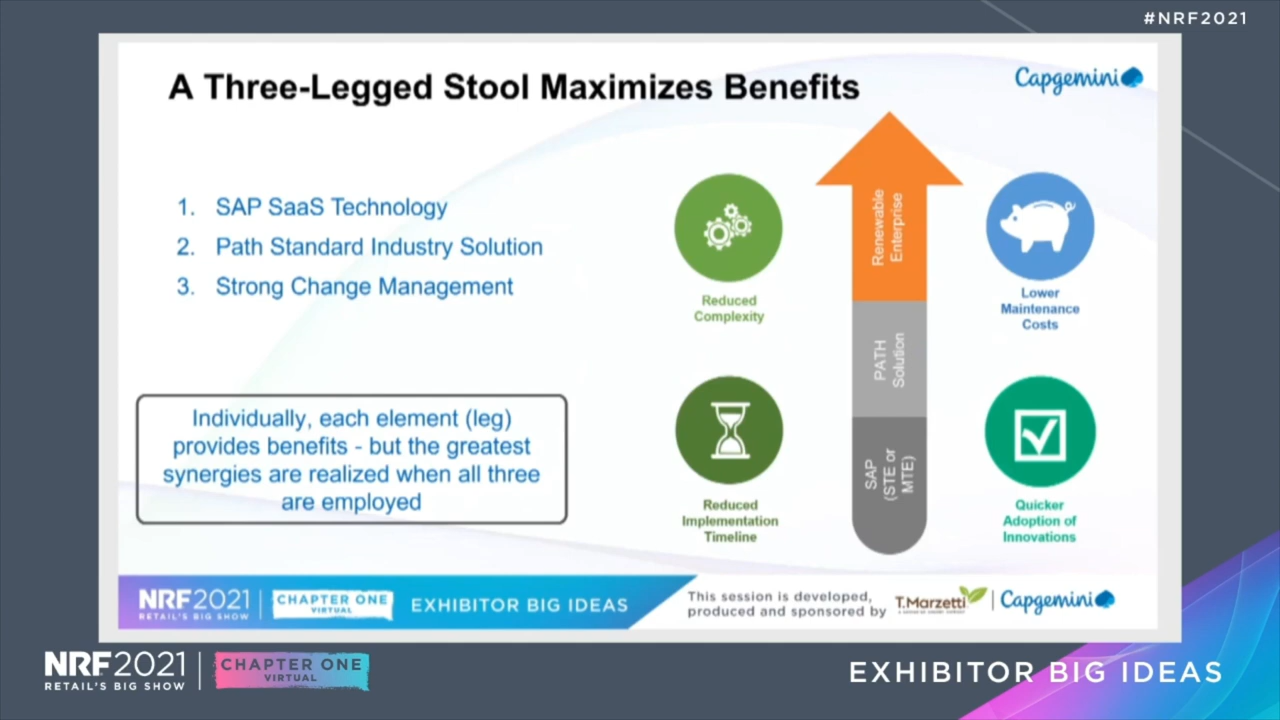 #NRF2021
A Three-Legged Stool Maximizes Benefits
Capgemini
1. SAP SaaS Technology
2. Path Standard Industry Solution
3. Strong Change Management
Individually, each element (leg)
provides benefits - but the greatest
synergies are realized when all three
are employed
Reduced
Complexity
Reduced
Implementation
Timeline
Renewable
Enterprise
PATH
Solution
SAP
(STE or
MTE)
Lower
Maintenance
Costs
Quicker
Adoption of
Innovations
NRF2021
RETAIL'S BIG SHOW
CHAPTER ONE
VIRTUAL
EXHIBITOR BIG IDEAS
This session is developed,
produced and sponsored by
T.Marzetti
Capgemini
NRF2021
RETAIL'S BIG SHOW
CHAPTER ONE
VIRTUAL
EXHIBITOR BIG IDEAS